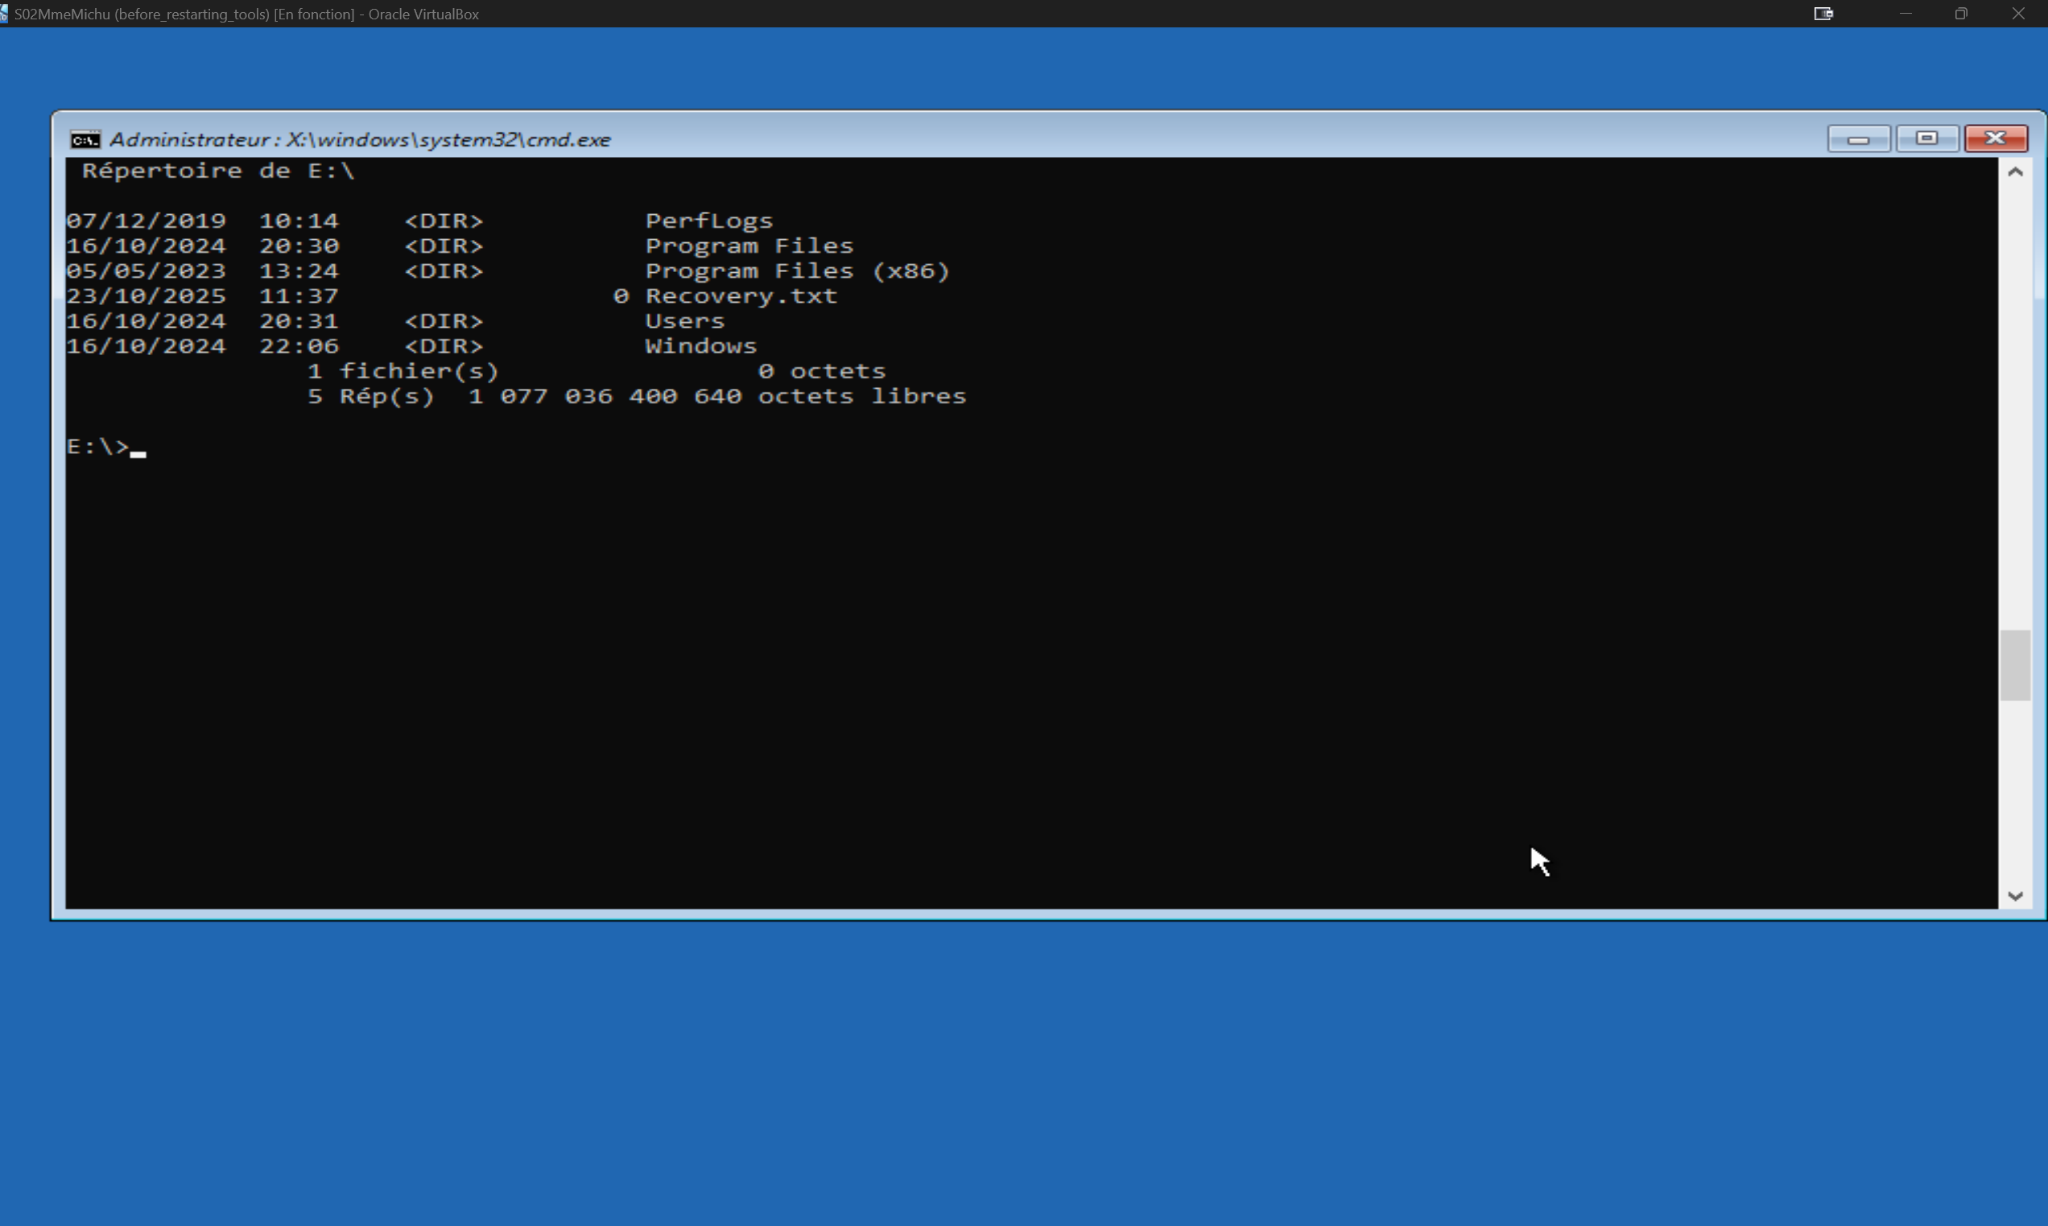 S02MmeMichu (before_restarting_tools) [En fonction] - Oracle VirtualBox
C:\. Administrateur : X:\windows\system32\cmd.exe
Répertoire de E:\
07/12/2019  10:14    <DIR>          PerfLogs
16/10/2024  20:30    <DIR>          Program Files
05/05/2023  13:24    <DIR>          Program Files (x86)
23/10/2025  11:37                 0 Recovery.txt
16/10/2024  20:31    <DIR>          Users
16/10/2024  22:06    <DIR>          Windows
1 fichier(s)                0 octets
5 Rép(s)  1 077 036 400 640 octets libres
E:\>